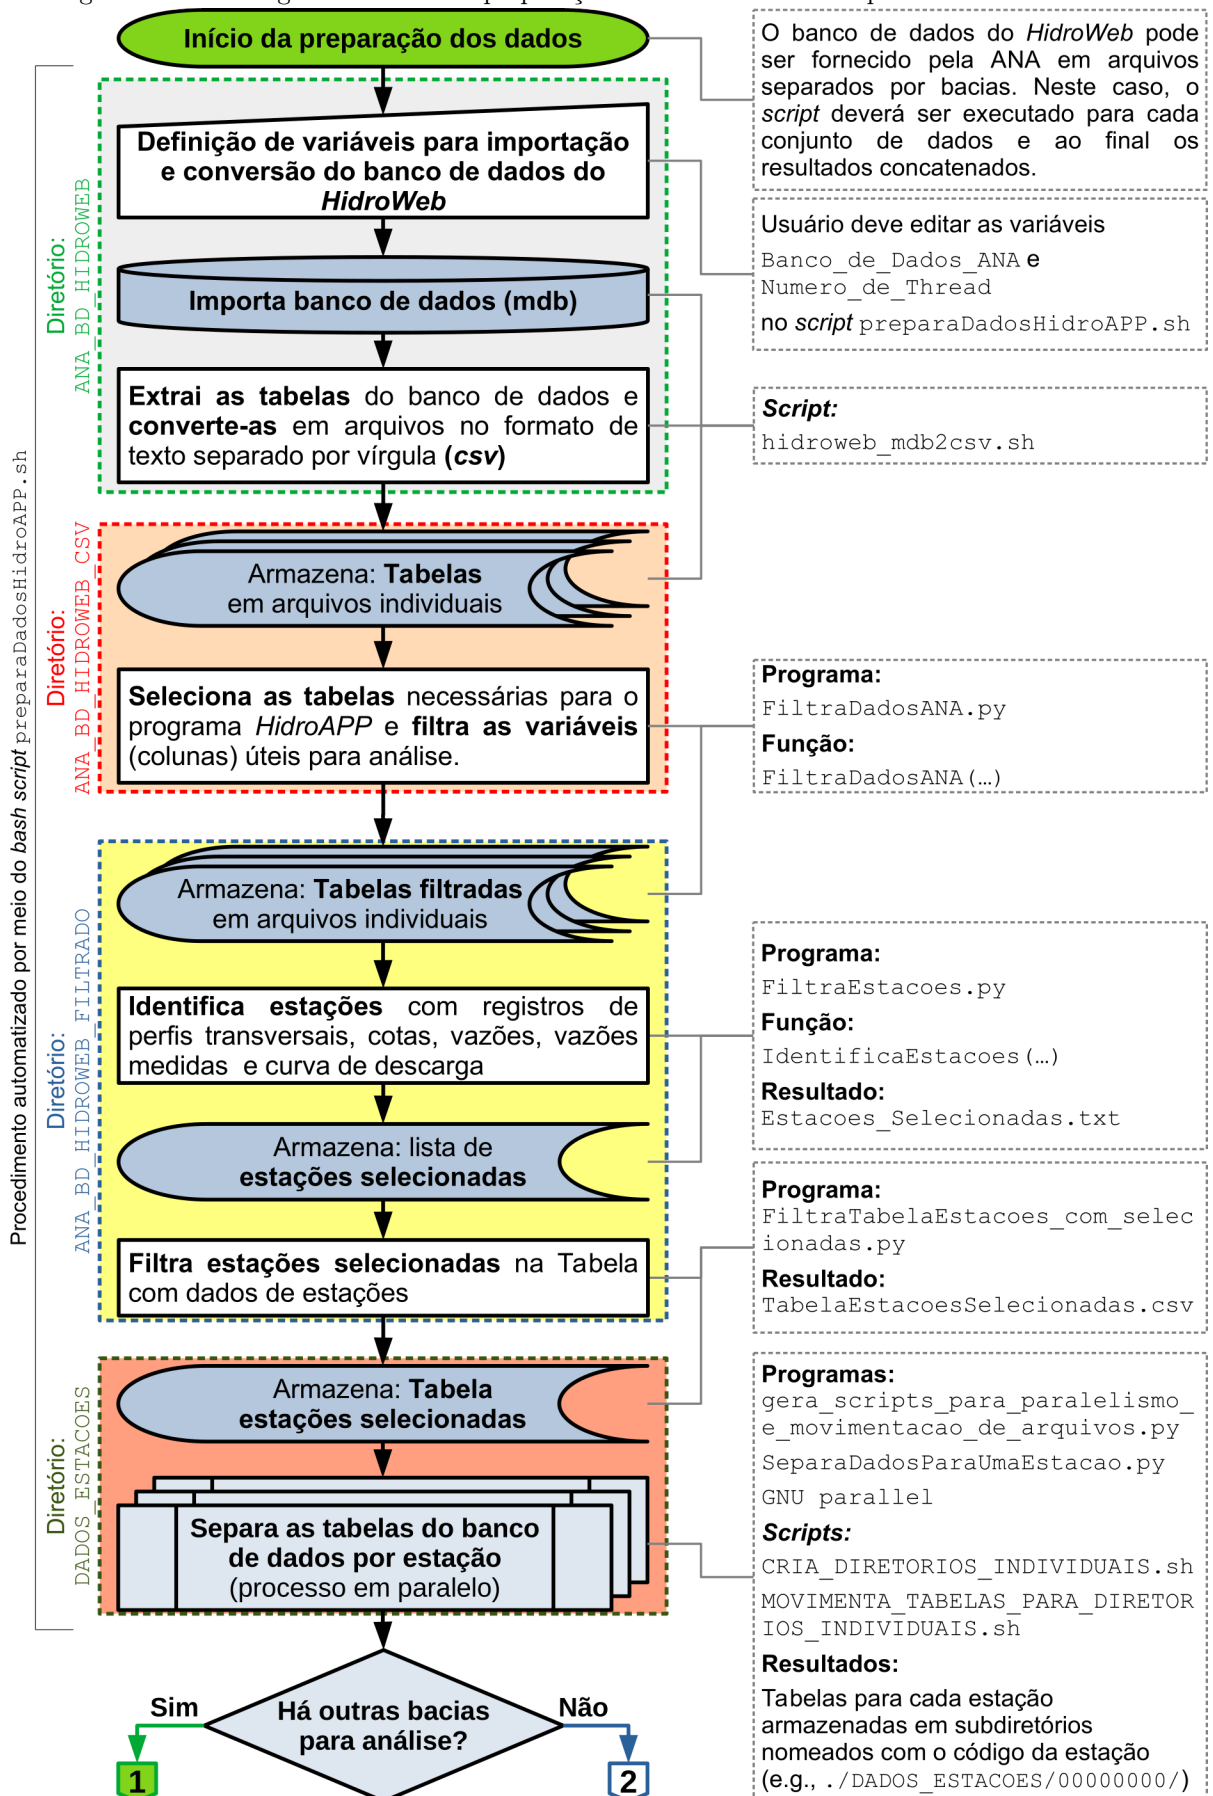 Início da preparação dos dados
O banco de dados do HidroWeb pode
ser fornecido pela ANA em arquivos
separados por bacias. Neste caso, o
script deverá ser executado para cada
conjunto de dados e ao final os
resultados concatenados.
Procedimento automatizado por meio do bash script preparaDadosHidroAPP.sh
Diretório:
ANA_BD_HIDROWEB
Definição de variáveis para importação
e conversão do banco de dados do
HidroWeb
Usuário deve editar as variáveis
Banco_de_Dados_ANA e
Numero_de_Thread
no script preparaDadosHidroAPP.sh
Importa banco de dados (mdb)
Extrai as tabelas do banco de dados e
converte-as em arquivos no formato de
texto separado por vírgula (csv)
Script:
hidroweb_mdb2csv.sh
Diretório:
ANA_BD_HIDROWEB_CSV
Armazena: Tabelas
em arquivos individuais
Seleciona as tabelas necessárias para o
programa HidroAPP e filtra as variáveis
(colunas) úteis para análise.
Programa:
FiltraDadosANA.py
Função:
FiltraDadosANA(…)
Diretório:
ANA_BD_HIDROWEB_FILTRADO
Armazena: Tabelas filtradas
em arquivos individuais
Identifica estações com registros de
perfis transversais, cotas, vazões, vazões
medidas e curva de descarga
Programa:
FiltraEstacoes.py
Função:
IdentificaEstacoes(…)
Resultado:
Estacoes_Selecionadas.txt
Armazena: lista de
estações selecionadas
Filtra estações selecionadas na Tabela
com dados de estações
Programa:
FiltraTabelaEstacoes_com_selec
ionadas.py
Resultado:
TabelaEstacoesSelecionadas.csv
Diretório:
DADOS_ESTACOES
Armazena: Tabela
estações selecionadas
Separa as tabelas do banco
de dados por estação
(processo em paralelo)
Programas:
gera_scripts_para_paralelismo_
e_movimentacao_de_arquivos.py
SeparaDadosParaUmaEstacao.py
GNU parallel
Scripts:
CRIA_DIRETORIOS_INDIVIDUAIS.sh
MOVIMENTA_TABELAS_PARA_DIRETOR
IOS_INDIVIDUAIS.sh
Resultados:
Tabelas para cada estação
armazenadas em subdiretórios
nomeados com o código da estação
(e.g., ./DADOS_ESTACOES/00000000/)
Sim
Há outras bacias
para análise?
Não
1
2